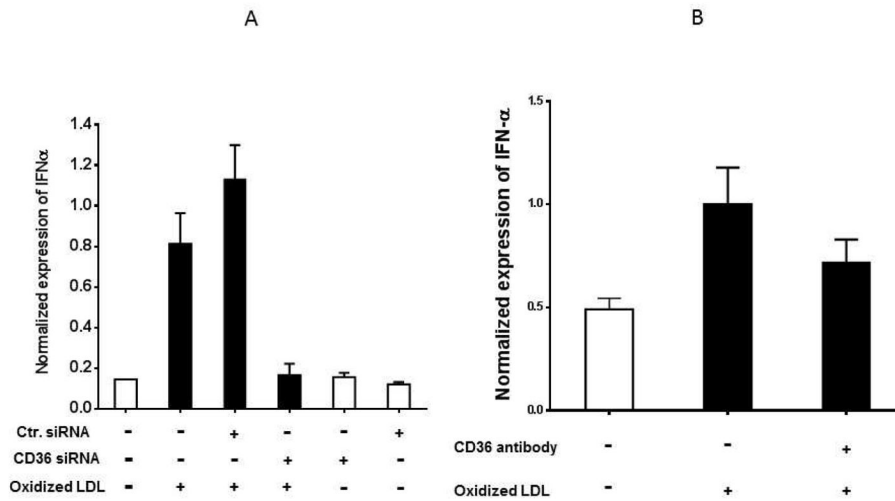 A
B
Normalized expression of IFNα
1.4
1.2
1.0
0.8
0.6
0.4
0.2
0.0
Ctr. siRNA - - + - - +
CD36 siRNA - - - + + -
Oxidized LDL - + + + - -
Normalized expression of IFN-α
1.5
1.0
0.5
0.0
CD36 antibody - - +
Oxidized LDL - + +